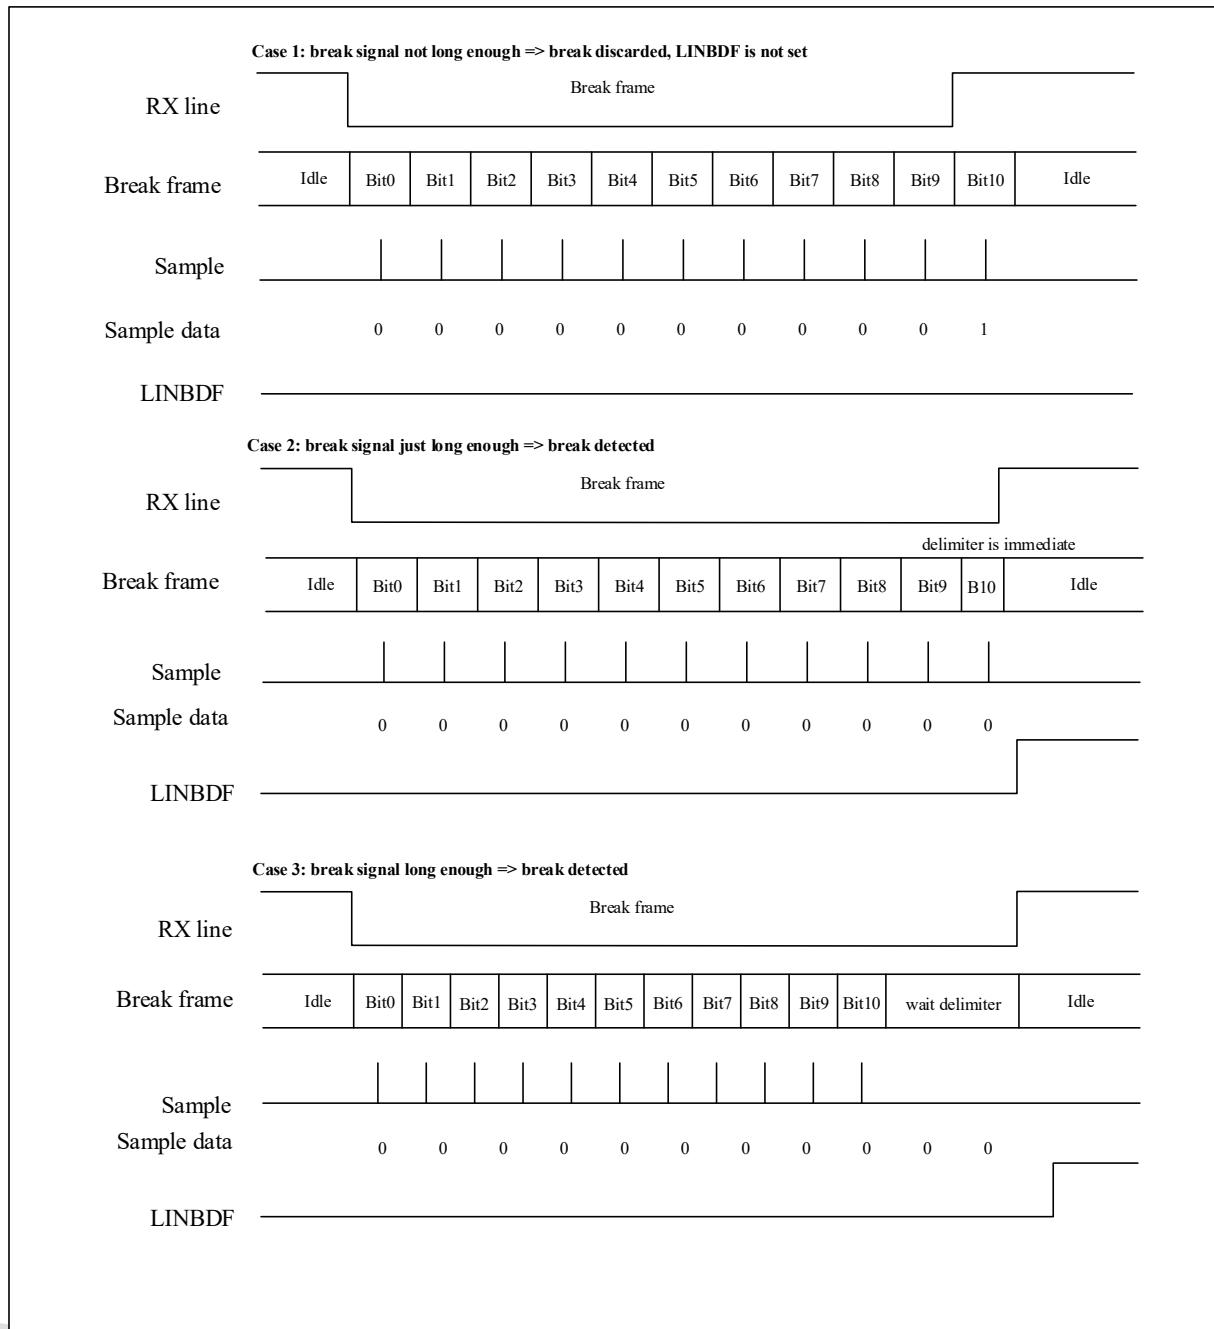 Case 1: break signal not long enough => break discarded, LINBDF is not set
Break frame
RX line
Break frame Idle Bit0 Bit1 Bit2 Bit3 Bit4 Bit5 Bit6 Bit7 Bit8 Bit9 Bit10 Idle
Sample
Sample data 0 0 0 0 0 0 0 0 0 0 1
LINBDF
Case 2: break signal just long enough => break detected
Break frame
RX line
delimiter is immediate
Break frame Idle Bit0 Bit1 Bit2 Bit3 Bit4 Bit5 Bit6 Bit7 Bit8 Bit9 B10 Idle
Sample
Sample data 0 0 0 0 0 0 0 0 0 0 0
LINBDF
Case 3: break signal long enough => break detected
Break frame
RX line
Break frame Idle Bit0 Bit1 Bit2 Bit3 Bit4 Bit5 Bit6 Bit7 Bit8 Bit9 Bit10 wait delimiter Idle
Sample
Sample data 0 0 0 0 0 0 0 0 0 0 0
LINBDF